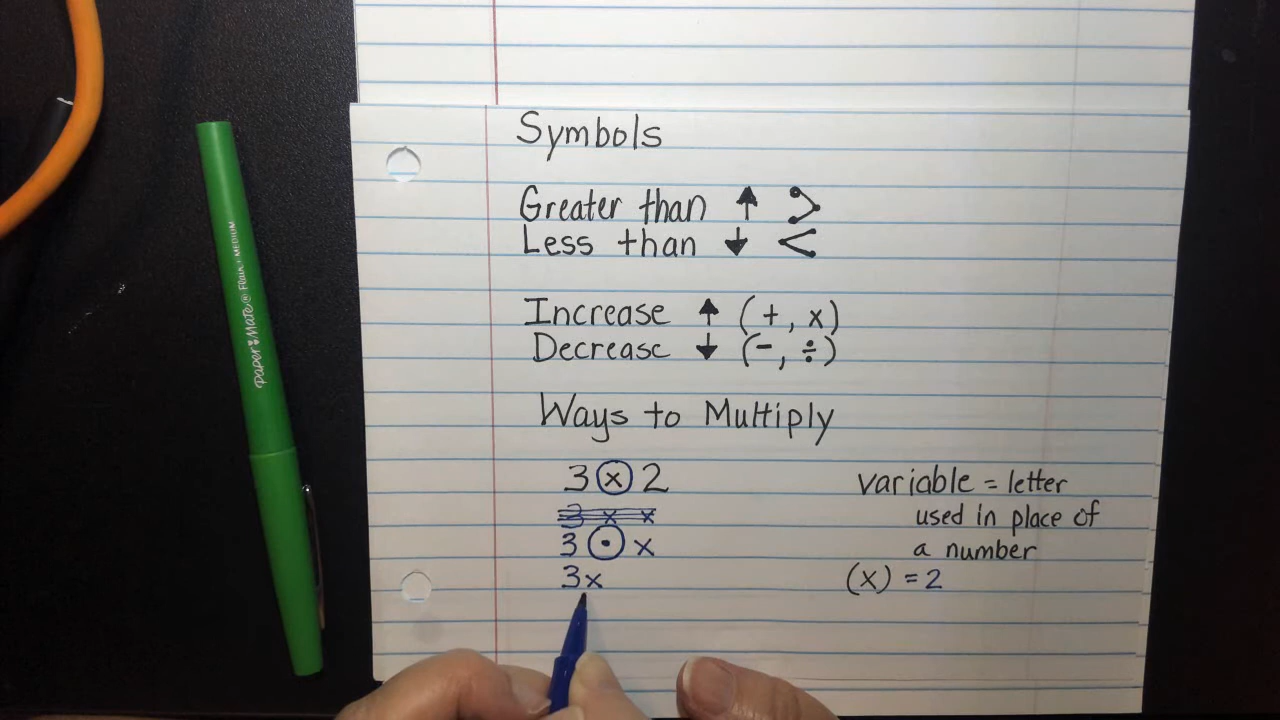 Symbols
Greater than ↑ >
Less than ↓ <
Increase ↑ (+, x)
Decrease ↓ (-, ÷)
Ways to Multiply
3 x 2
3 x x
3 · x
3x
variable = letter
used in place of
a number
(x) = 2
Paper Mate® Flair • MEDIUM